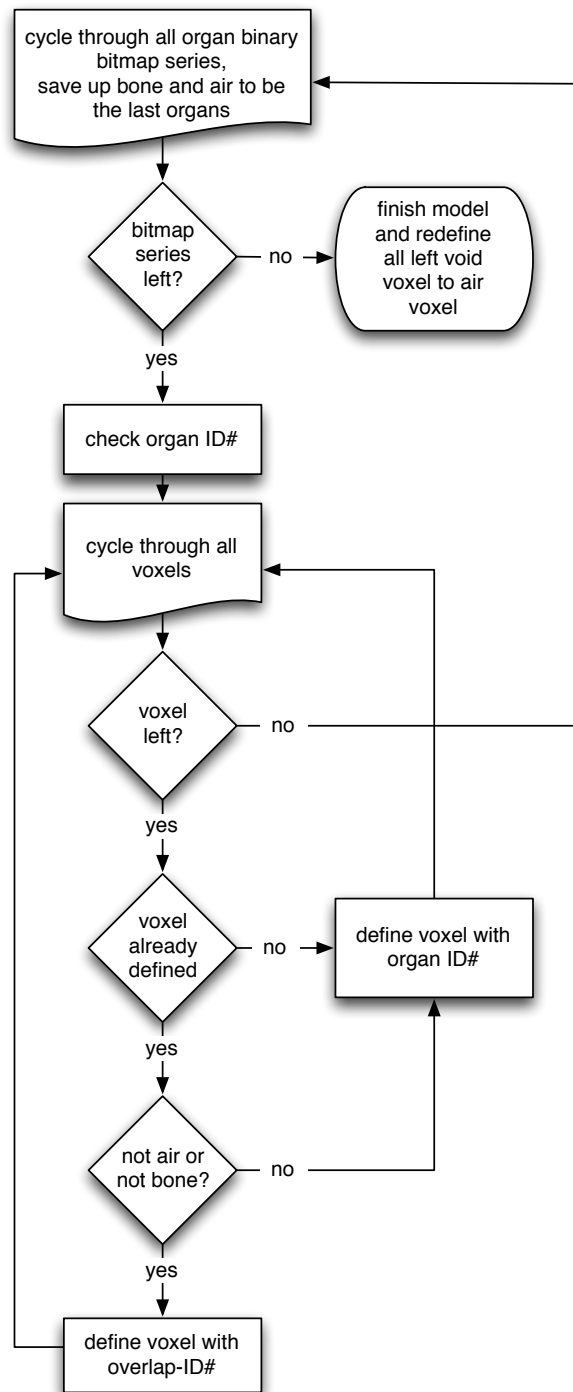 cycle through all organ binary
bitmap series,
save up bone and air to be
the last organs
bitmap
series
left?
no
finish model
and redefine
all left void
voxel to air
voxel
yes
check organ ID#
cycle through all
voxels
voxel
left?
no
yes
voxel
already
defined
no
define voxel with
organ ID#
yes
not air or
not bone?
no
yes
define voxel with
overlap-ID#